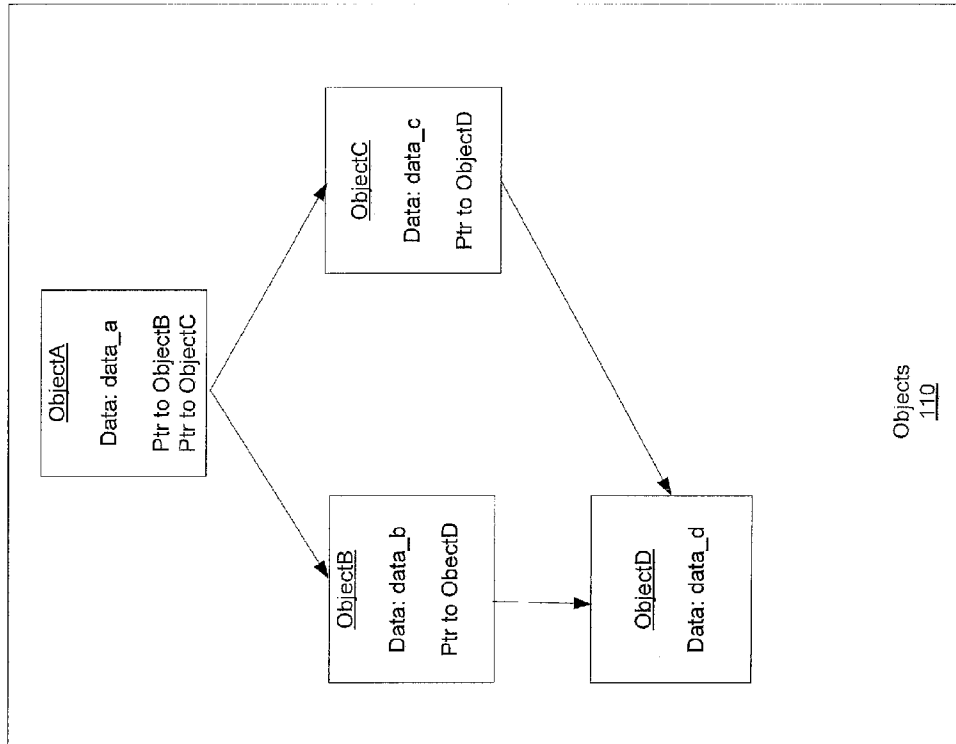 ObjectA
Data: data_a
Ptr to ObjectB
Ptr to ObjectC
ObjectB
Data: data_b
Ptr to ObectD
ObjectC
Data: data_c
Ptr to ObjectD
ObjectD
Data: data_d
Objects
110